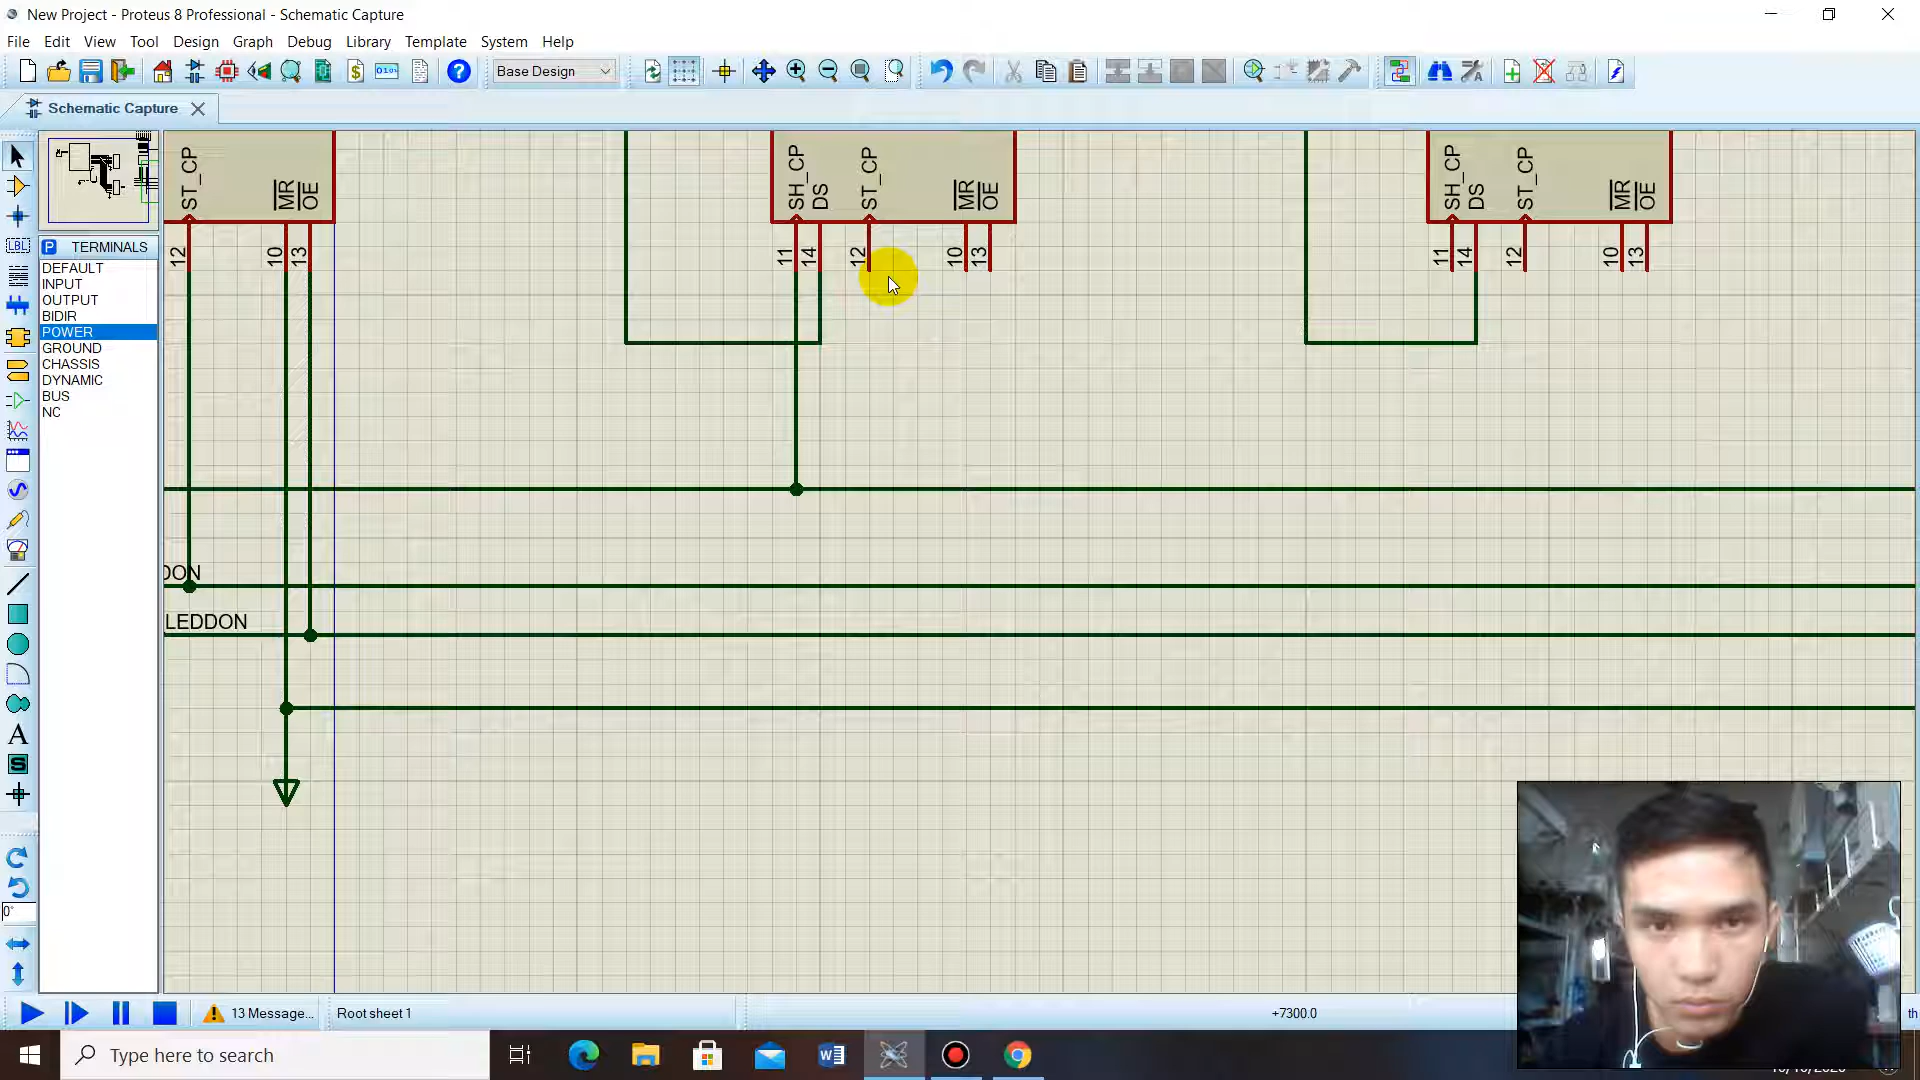 New Project - Proteus 8 Professional - Schematic Capture
File Edit View Tool Design Graph Debug Library Template System Help
Base Design
Schematic Capture
TERMINALS
DEFAULT
INPUT
OUTPUT
BIDIR
POWER
GROUND
CHASSIS
DYNAMIC
BUS
NC
LBL
A
S
0°
ST_CP MR OE
12 10 13
SH_CP DS ST_CP MR OE
11 14 12 10 13
SH_CP DS ST_CP MR OE
11 14 12 10 13
DON
LEDDON
13 Message...
Root sheet 1
+7300.0
th
Type here to search